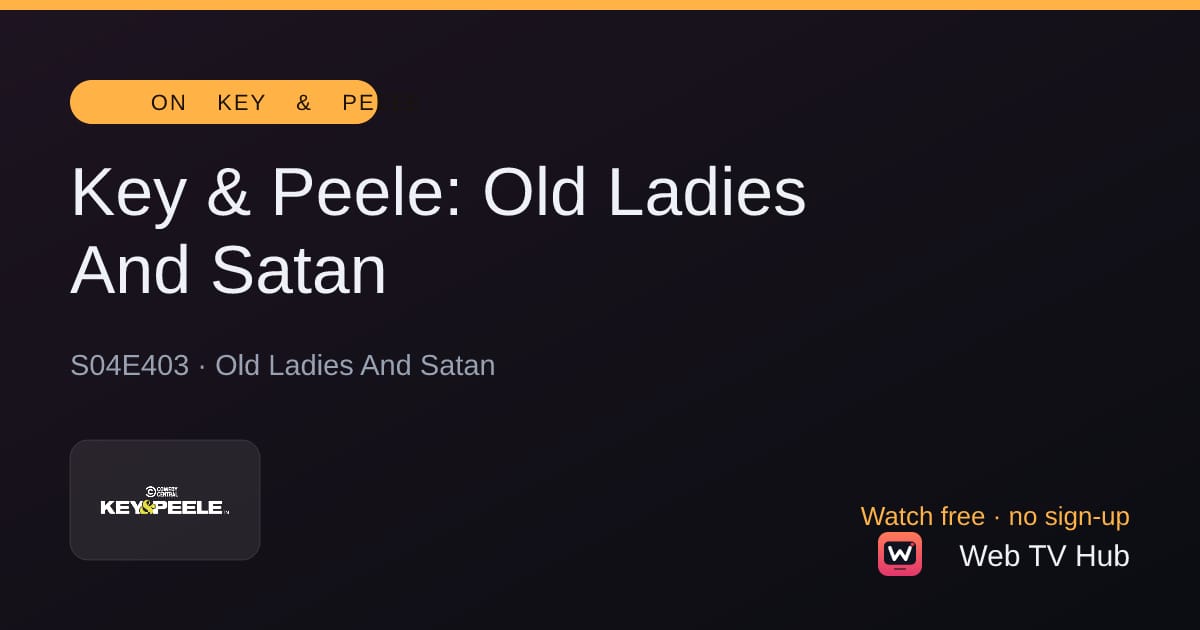 ON KEY & PE
Key & Peele: Old Ladies
And Satan
S04E403 · Old Ladies And Satan
COMEDY
CENTRAL
KEY&PEELE
Watch free · no sign-up
W
Web TV Hub